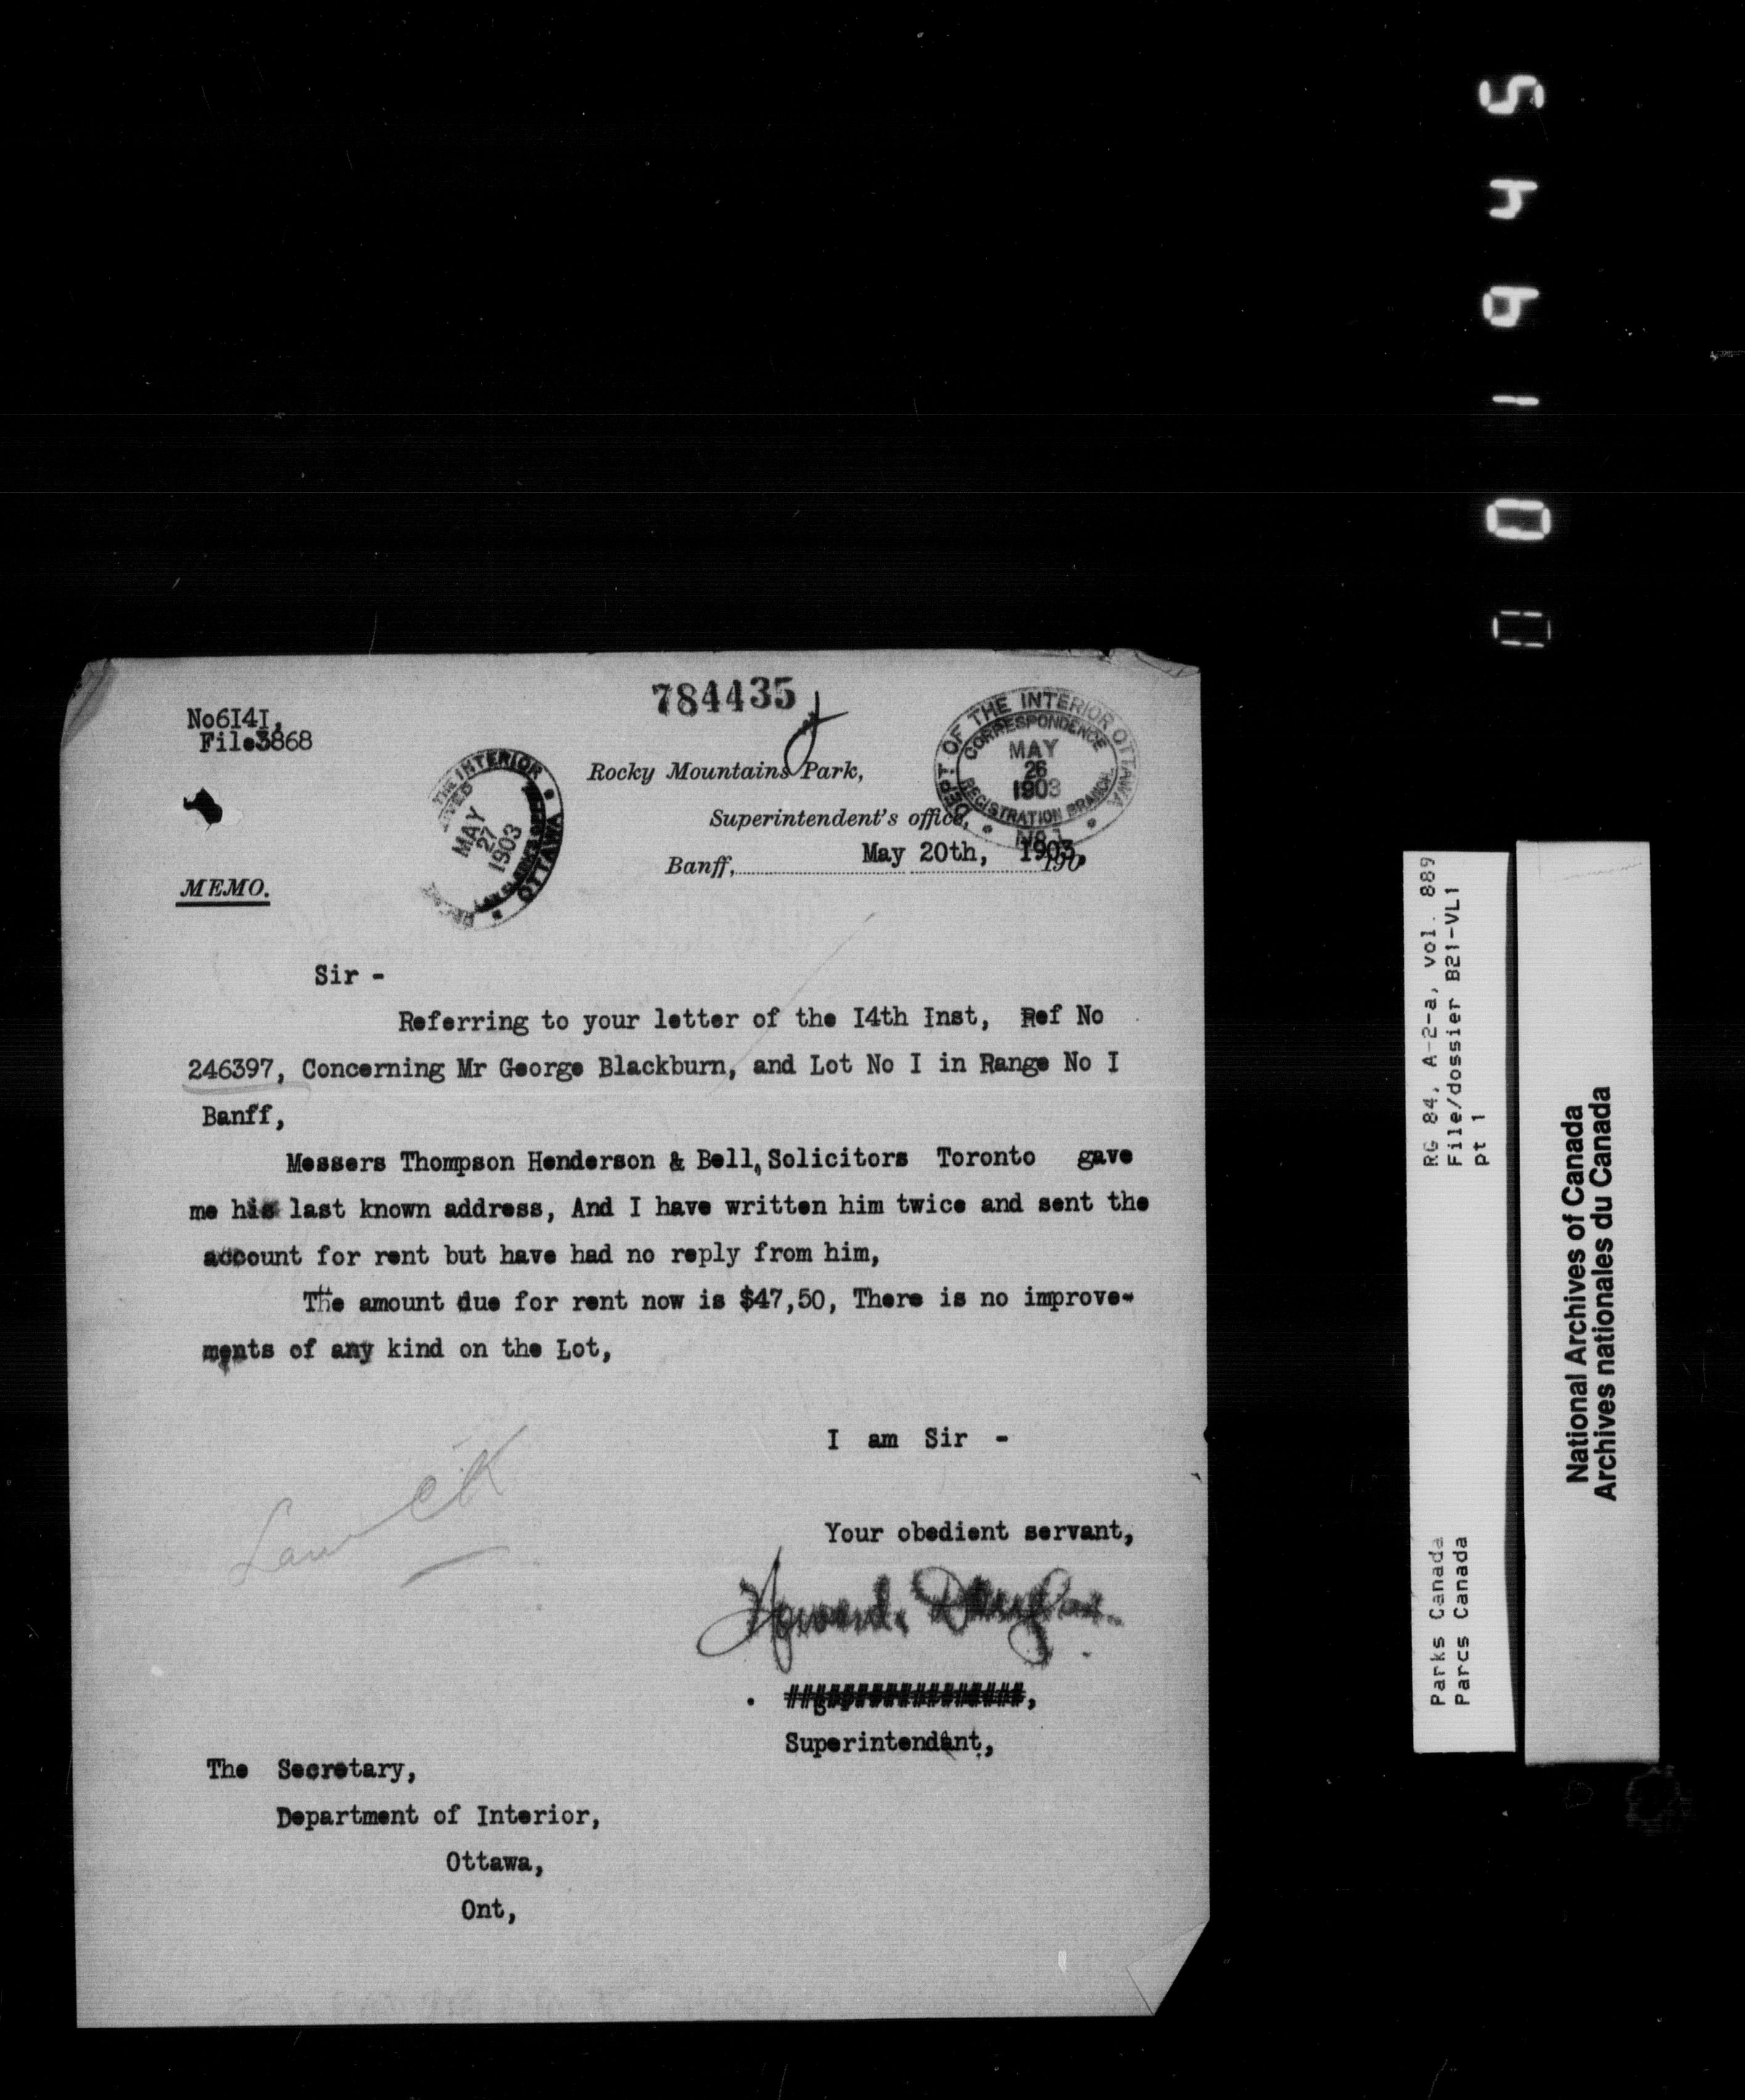 784435
No6I4I,
File3868
DEPT OF THE INTERIOR OTTAWA
CORRESPONDENCE
MAY
26
1903
REGISTRATION BRANCH
No 1
THE INTERIOR
MAY
27
1903
OTTAWA
Rocky Mountains Park,
Superintendent's office,
Banff, May 20th, 1903, 190
MEMO.
Sir -
Referring to your letter of the I4th Inst, Ref No
246397, Concerning Mr George Blackburn, and Lot No I in Range No I
Banff,
Messers Thompson Henderson & Bell, Solicitors Toronto gave
me his last known address, And I have written him twice and sent the
account for rent but have had no reply from him,
The amount due for rent now is $47,50, There is no improve-
ments of any kind on the Lot,
I am Sir -
Your obedient servant,
Howard Douglas
Superintendant,
The Secretary,
Department of Interior,
Ottawa,
Ont,
RG 84, A-2-a, vol. 889
File/dossier B21-VL1
pt 1
Parks Canada
Parcs Canada
National Archives of Canada
Archives nationales du Canada